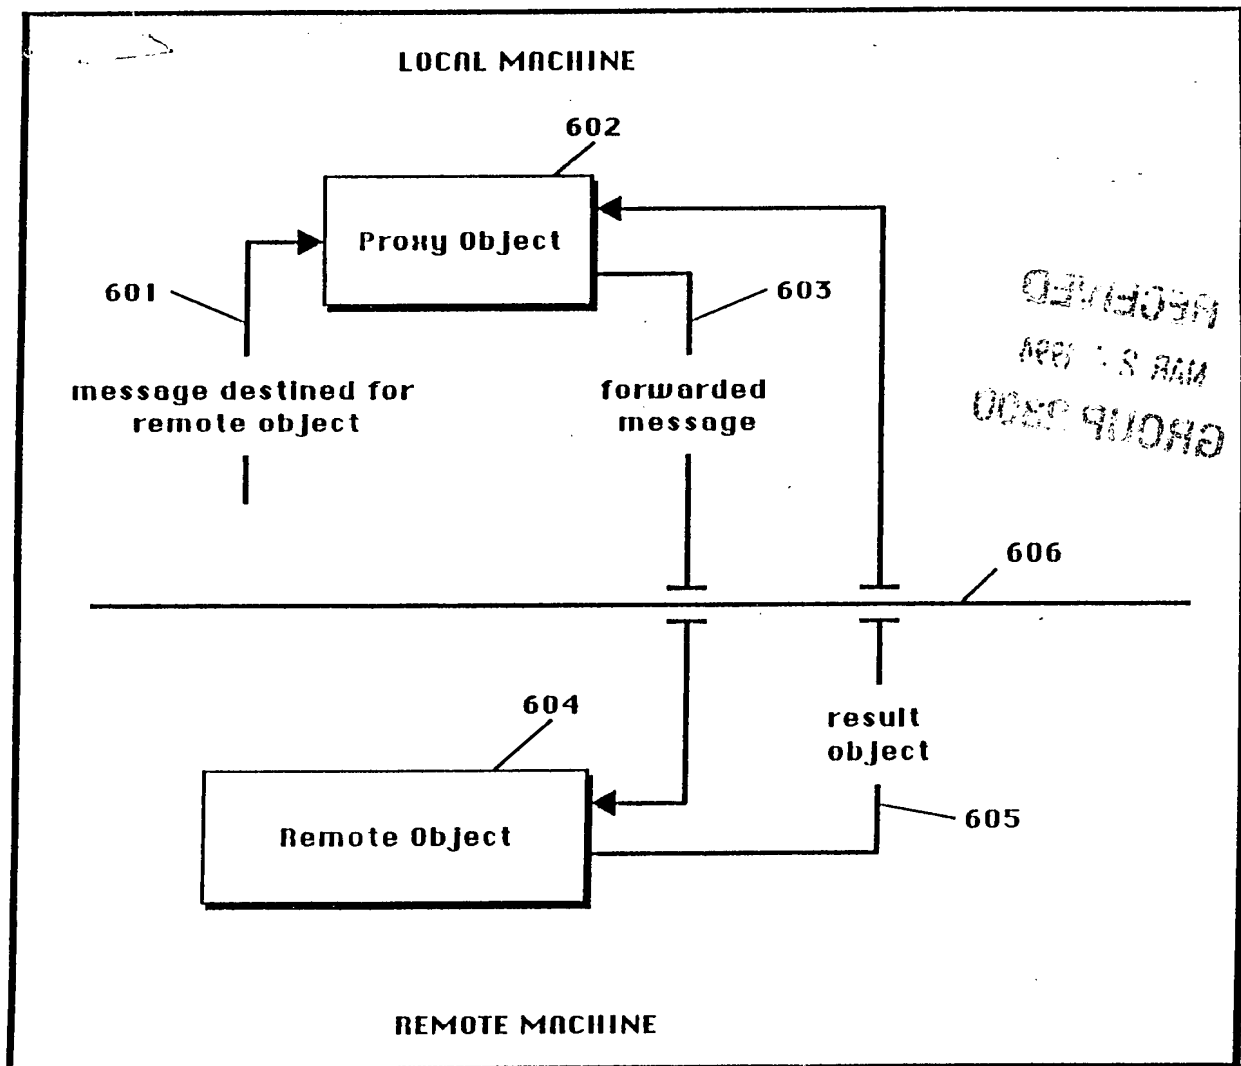 LOCAL MACHINE
602
Proxy Object
601
603
RECEIVED
message destined for
remote object
forwarded
message
606
604
result
object
Remote Object
605
REMOTE MACHINE